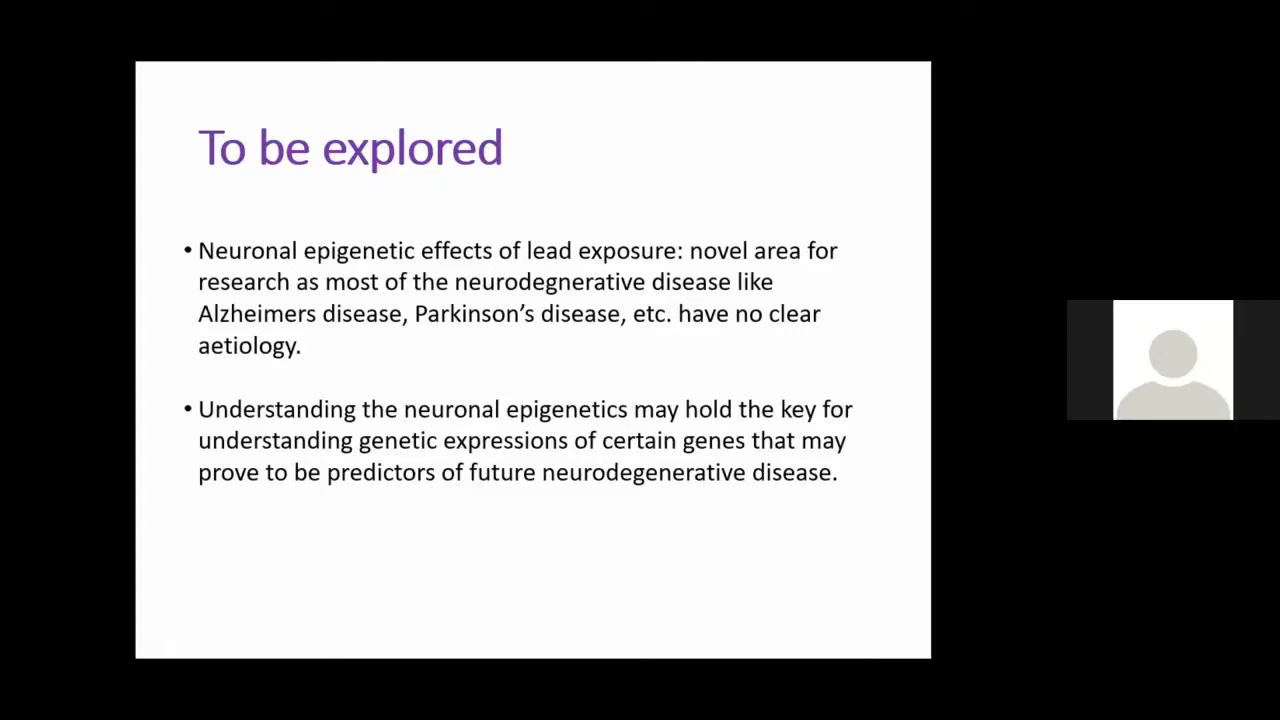 To be explored
• Neuronal epigenetic effects of lead exposure: novel area for
research as most of the neurodegnerative disease like
Alzheimers disease, Parkinson’s disease, etc. have no clear
aetiology.
• Understanding the neuronal epigenetics may hold the key for
understanding genetic expressions of certain genes that may
prove to be predictors of future neurodegenerative disease.